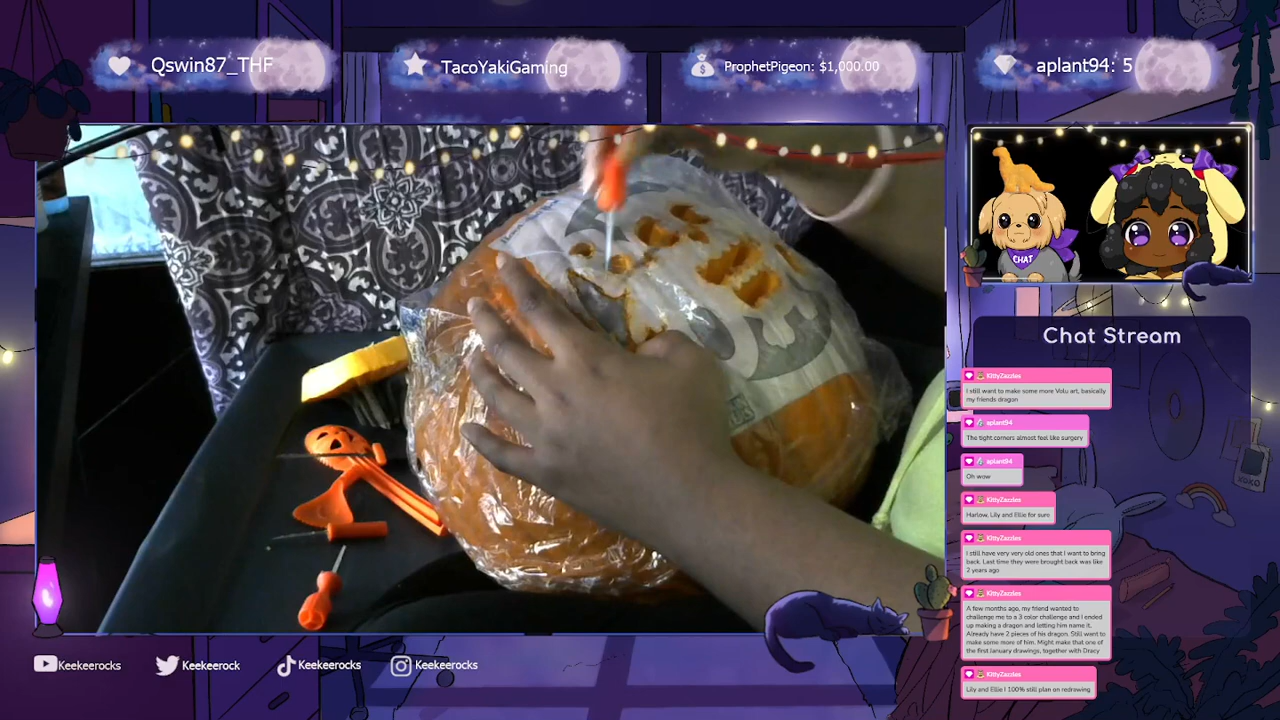 Qswin87_THF
TacoYakiGaming
ProphetPigeon: $1,000.00
aplant94: 5
CHAT
Chat Stream
KittyZazzles
I still want to make some more Volu art, basically
my friends dragon
aplant94
The tight corners almost feel like surgery
aplant94
Oh wow
KittyZazzles
Harlow, Lily and Ellie for sure
KittyZazzles
I still have very very old ones that I want to bring
back. Last time they were brought back was like
2 years ago
KittyZazzles
A few months ago, my friend wanted to
challenge me to a 3 color challenge and I ended
up making a dragon and letting him name it.
Already have 2 pieces of his dragon. Still went to
make some more of him. Might make that one of
the first January drawings, together with Dracy
KittyZazzles
Lily and Ellie I 100% still plan on redrawing
XOXO
Keekeerocks
Keekeerock
Keekeerocks
Keekeerocks